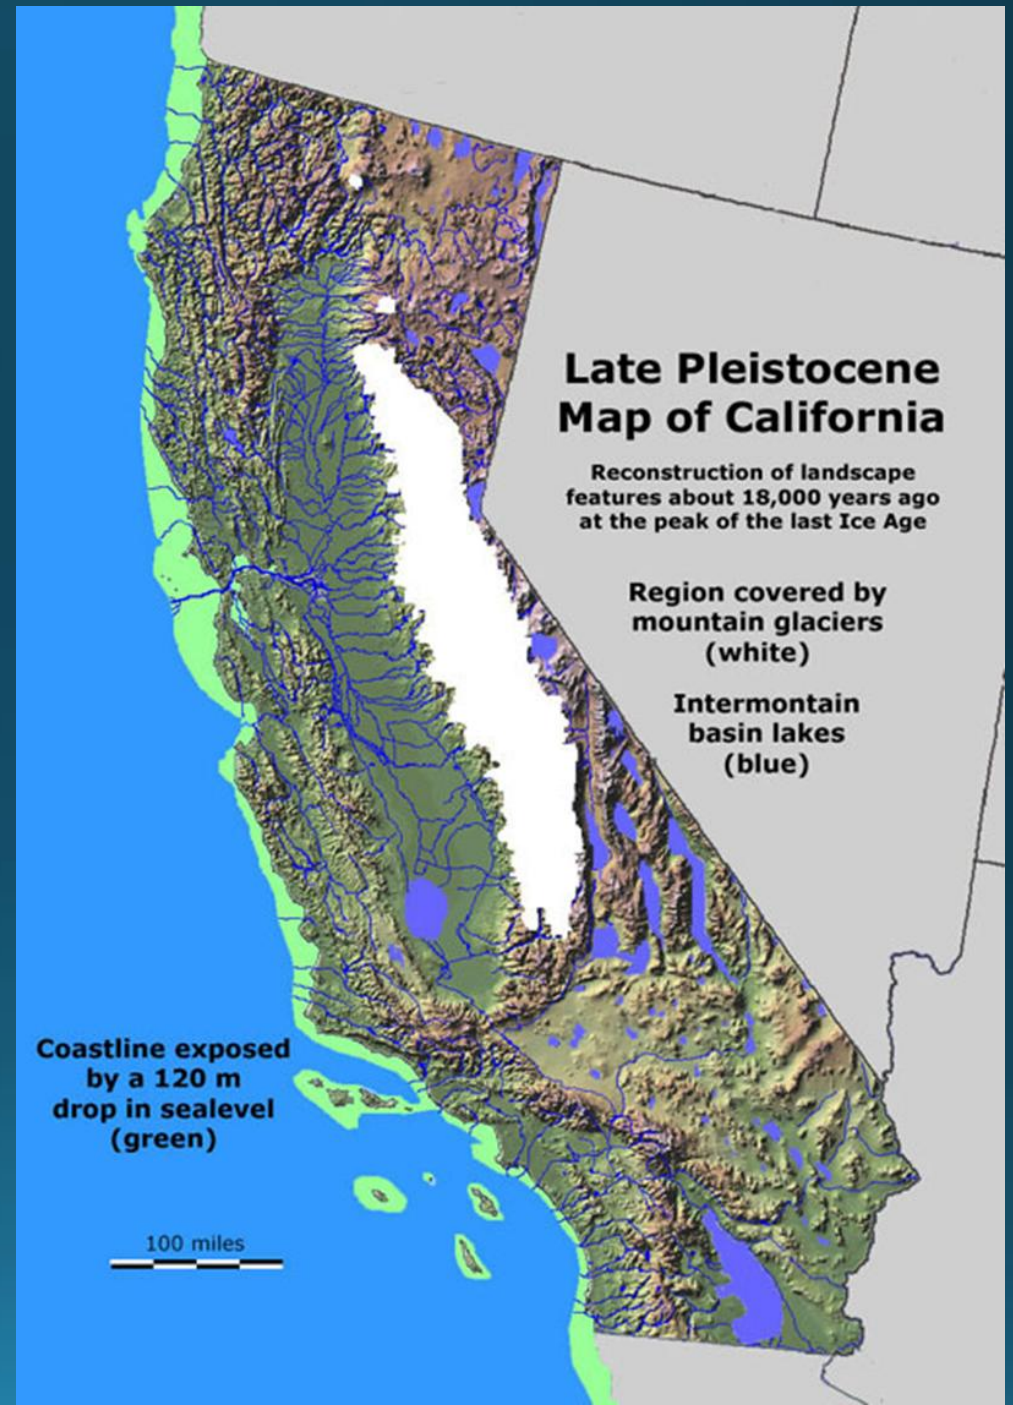 Late Pleistocene
Map of California
Reconstruction of landscape
features about 18,000 years ago
at the peak of the last Ice Age
Region covered by
mountain glaciers
(white)
Intermontain
basin lakes
(blue)
Coastline exposed
by a 120 m
drop in sealevel
(green)
100 miles